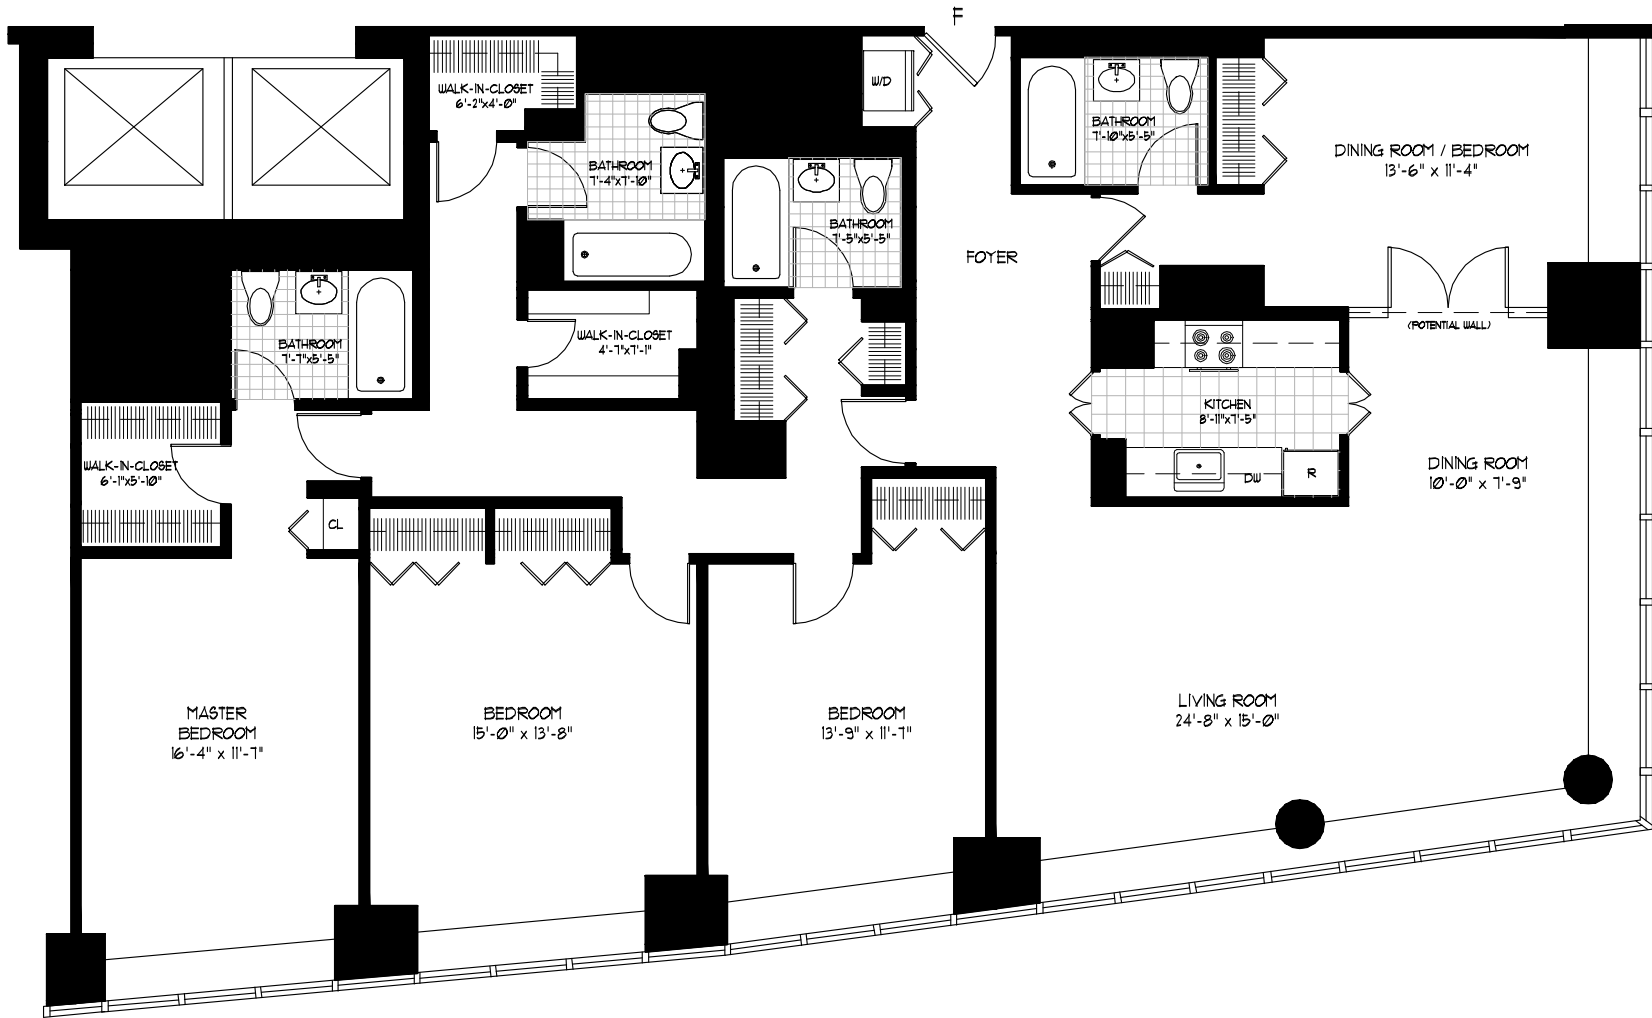 F
WALK-IN-CLOSET
6'-2"x4'-0"
W/D
BATHROOM
7'-4"x7'-10"
BATHROOM
7'-10"x5'-5"
DINING ROOM / BEDROOM
13'-6" x 11'-4"
BATHROOM
7'-5"x5'-5"
FOYER
BATHROOM
7'-7"x5'-5"
WALK-IN-CLOSET
4'-7"x7'-1"
(POTENTIAL WALL)
KITCHEN
8'-11"x7'-5"
WALK-IN-CLOSET
6'-1"x5'-10"
DINING ROOM
10'-0" x 7'-9"
DW
R
CL
MASTER
BEDROOM
16'-4" x 11'-7"
BEDROOM
15'-0" x 13'-8"
BEDROOM
13'-9" x 11'-7"
LIVING ROOM
24'-8" x 15'-0"